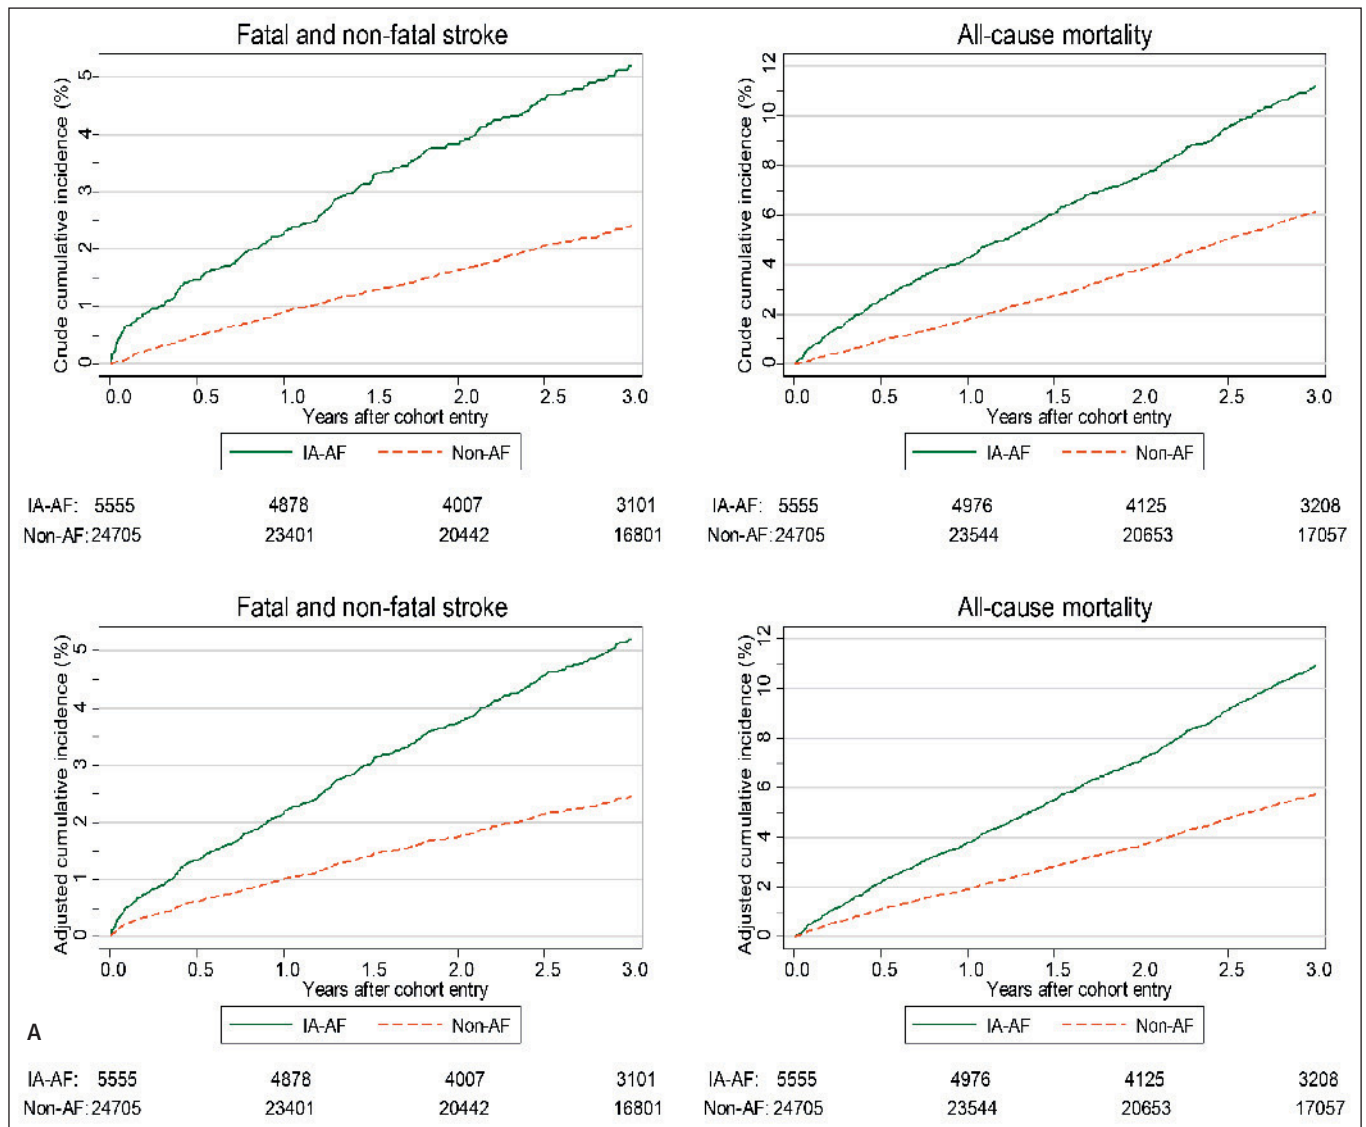 Fatal and non-fatal stroke
Crude cumulative incidence (%)
5
4
3
2
1
0
0.0 0.5 1.0 1.5 2.0 2.5 3.0
Years after cohort entry
IA-AF Non-AF
IA-AF: 5555 4878 4007 3101
Non-AF: 24705 23401 20442 16801
All-cause mortality
Crude cumulative incidence (%)
12
10
8
6
4
2
0
0.0 0.5 1.0 1.5 2.0 2.5 3.0
Years after cohort entry
IA-AF Non-AF
IA-AF: 5555 4976 4125 3208
Non-AF: 24705 23544 20653 17057
Fatal and non-fatal stroke
Adjusted cumulative incidence (%)
5
4
3
2
1
0
0.0 0.5 1.0 1.5 2.0 2.5 3.0
Years after cohort entry
IA-AF Non-AF
A
IA-AF: 5555 4878 4007 3101
Non-AF: 24705 23401 20442 16801
All-cause mortality
Adjusted cumulative incidence (%)
12
10
8
6
4
2
0
0.0 0.5 1.0 1.5 2.0 2.5 3.0
Years after cohort entry
IA-AF Non-AF
IA-AF: 5555 4976 4125 3208
Non-AF: 24705 23544 20653 17057